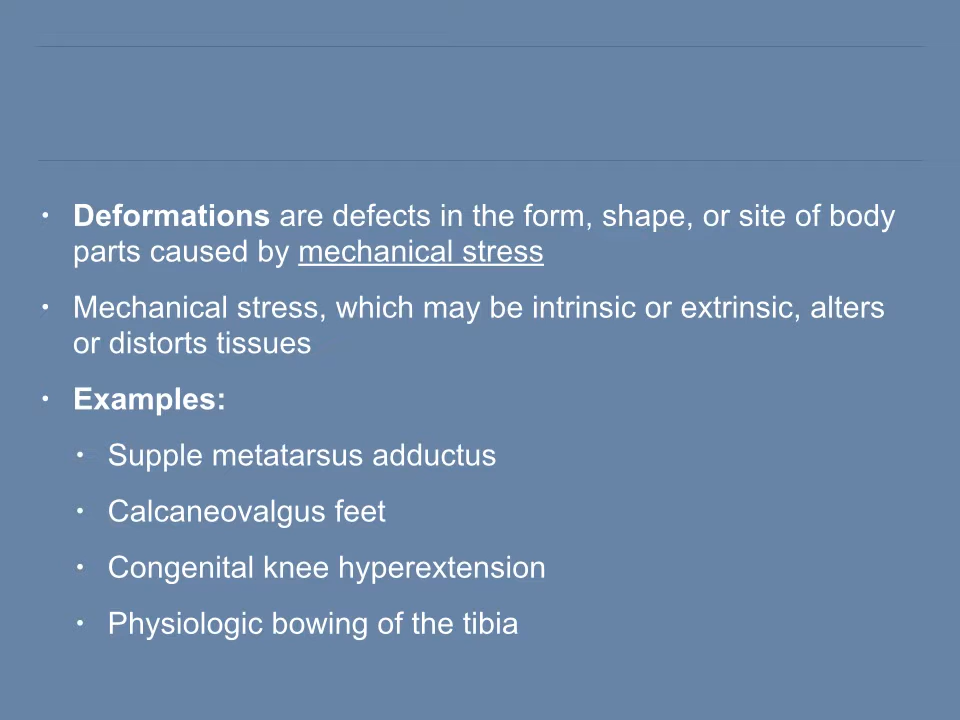 • Deformations are defects in the form, shape, or site of body
parts caused by mechanical stress
• Mechanical stress, which may be intrinsic or extrinsic, alters
or distorts tissues
• Examples:
• Supple metatarsus adductus
• Calcaneovalgus feet
• Congenital knee hyperextension
• Physiologic bowing of the tibia